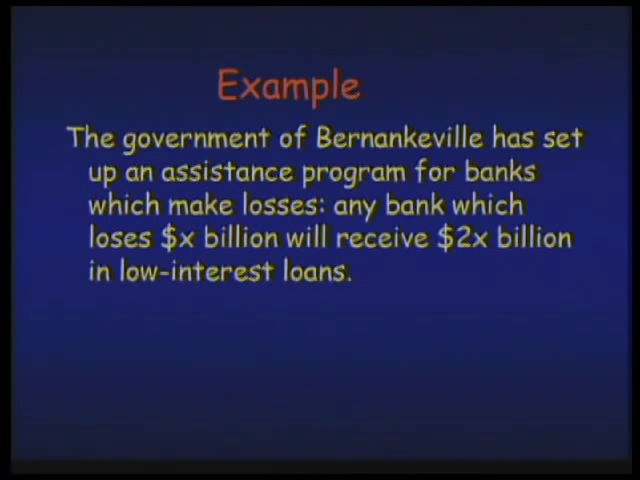 Example
The government of Bernankeville has set
up an assistance program for banks
which make losses: any bank which
loses $x billion will receive $2x billion
in low-interest loans.